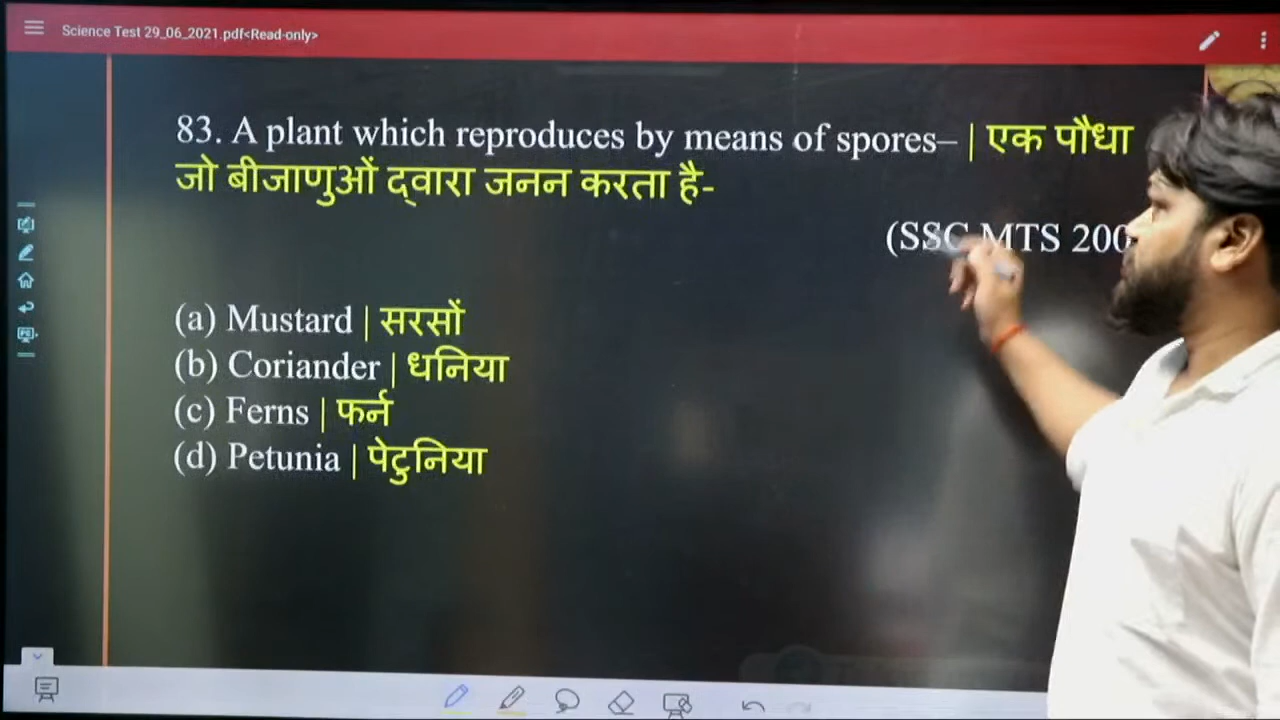 Science Test 29_06_2021.pdf<Read-only>
83. A plant which reproduces by means of spores– | एक पौधा
जो बीजाणुओं द्वारा जनन करता है-
(SSC MTS 200
(a) Mustard | सरसों
(b) Coriander | धनिया
(c) Ferns | फर्न
(d) Petunia | पेटुनिया